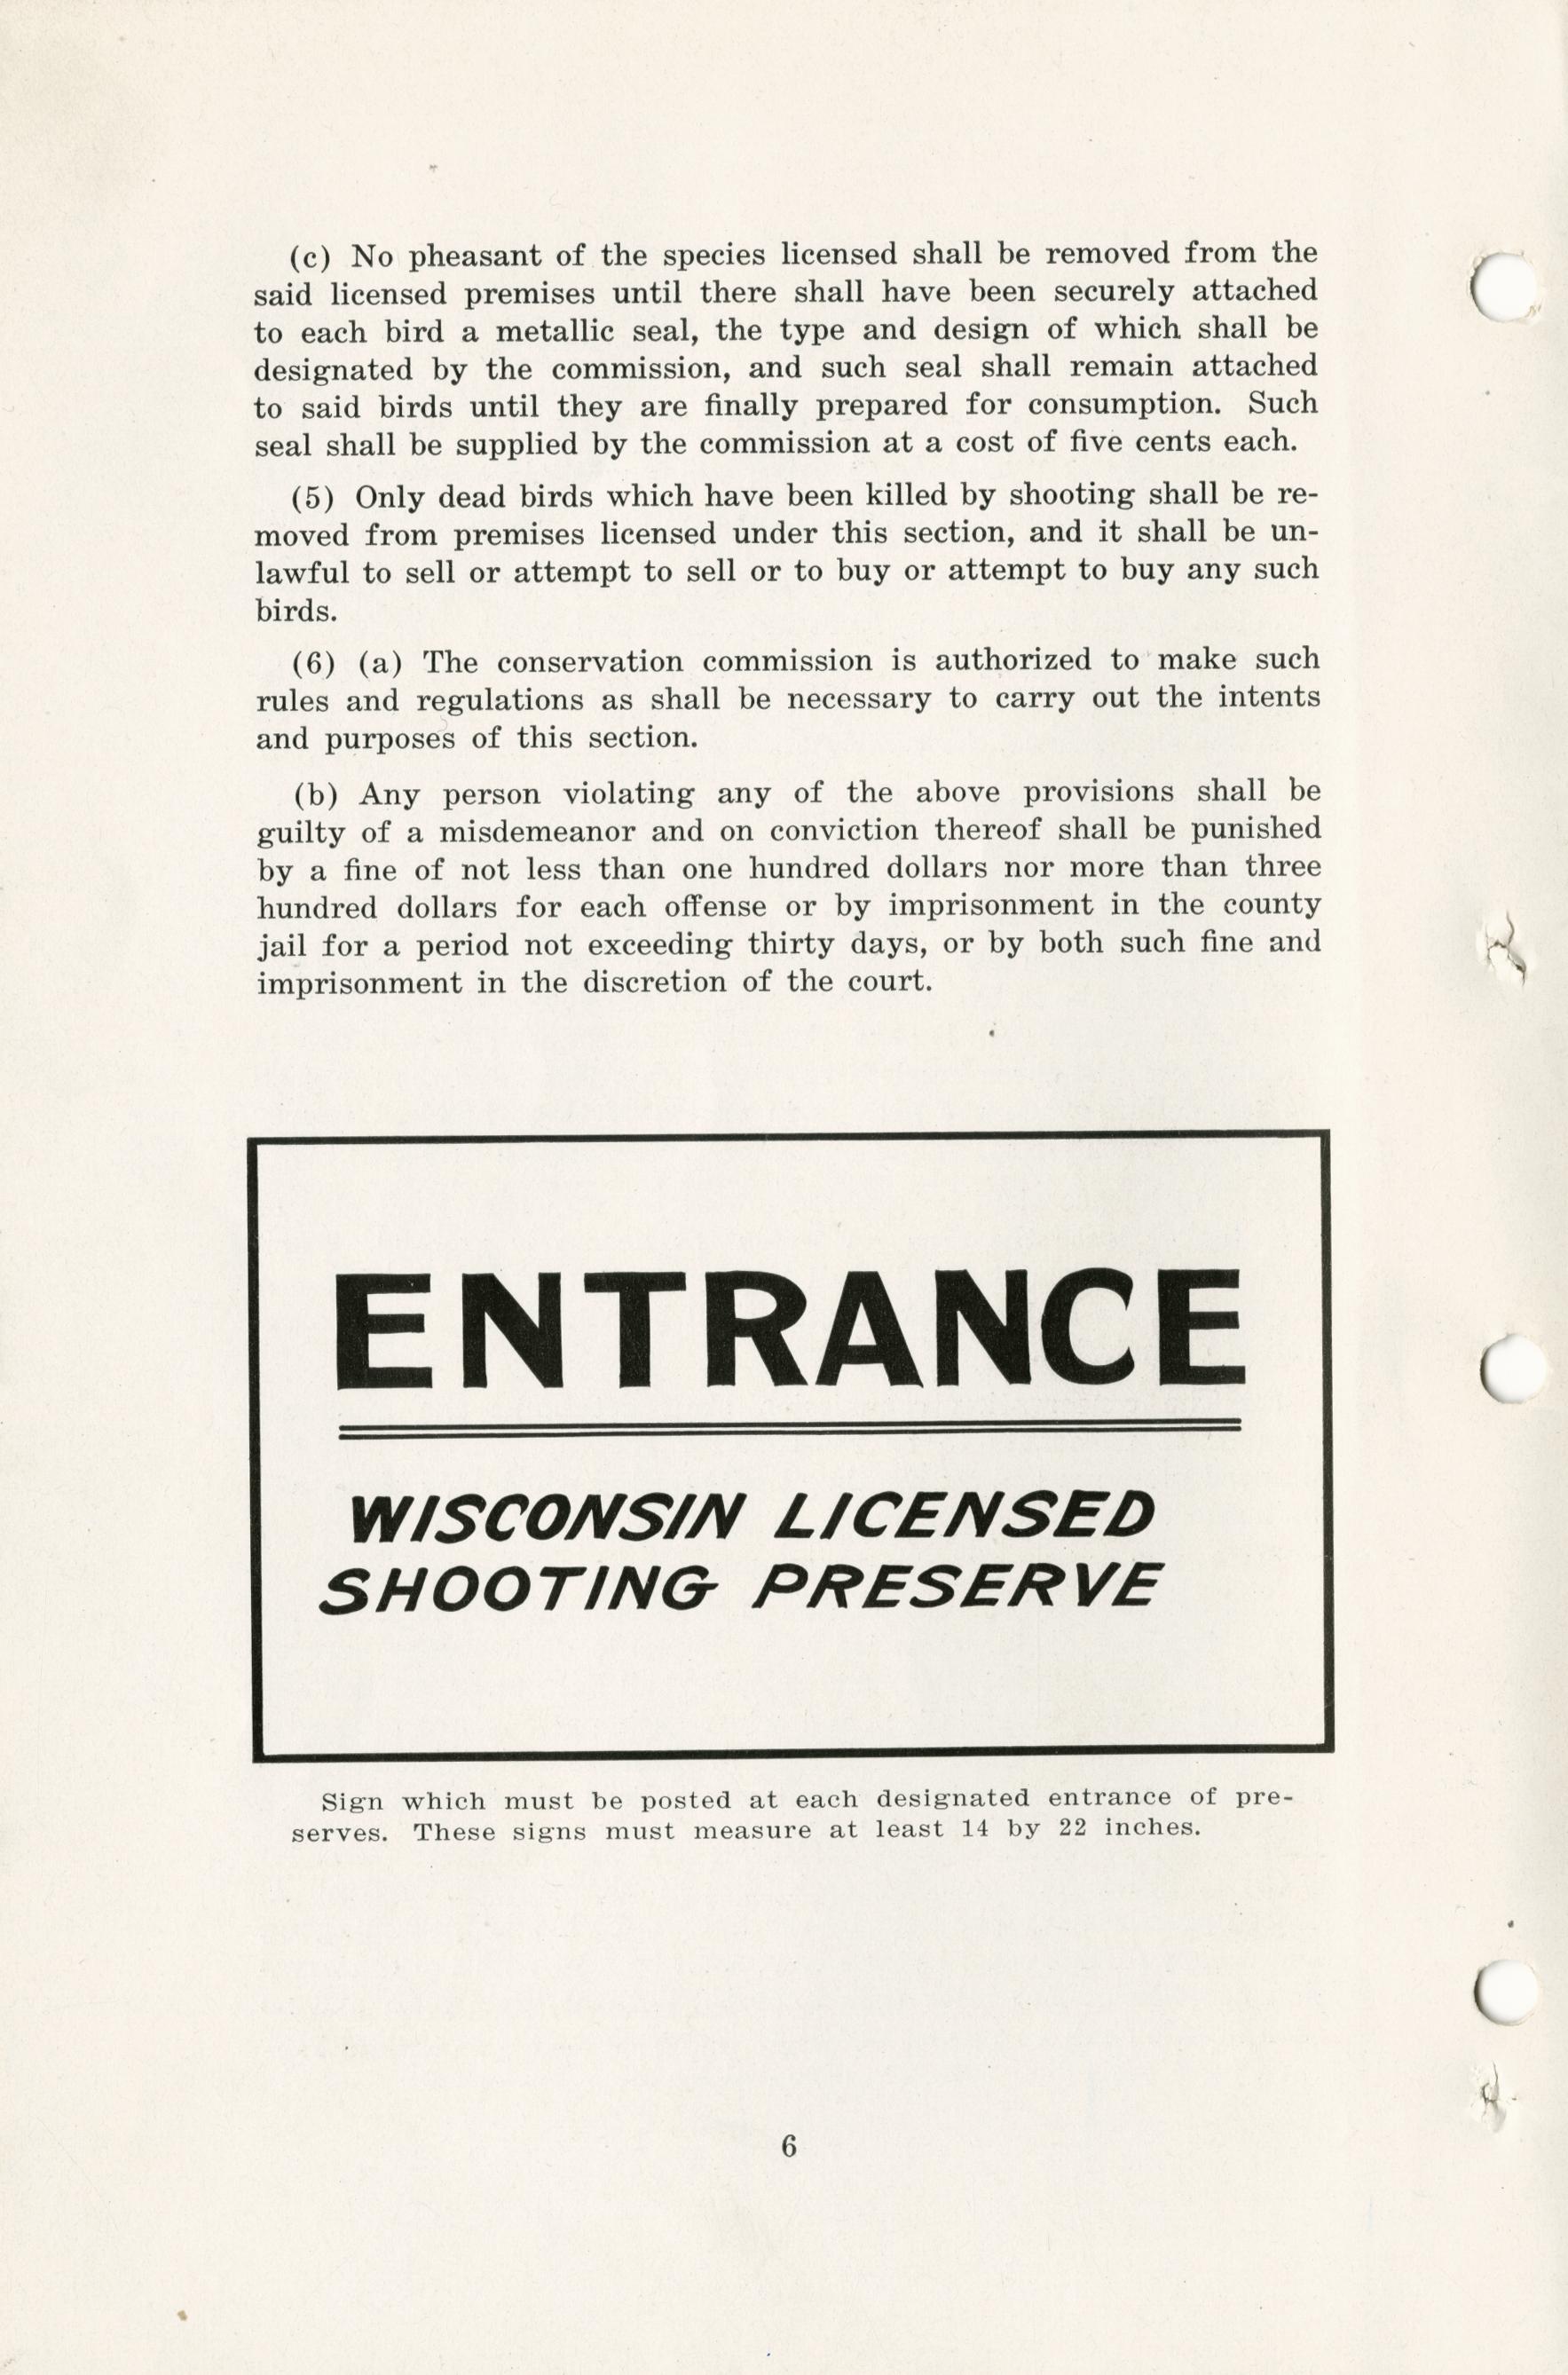 (c) No pheasant of the species licensed shall be removed from the
said licensed premises until there shall have been securely attached
to each bird a metallic seal, the type and design of which shall be
designated by the commission, and such seal shall remain attached
to said birds until they are finally prepared for consumption. Such
seal shall be supplied by the commission at a cost of five cents each.
(5) Only dead birds which have been killed by shooting shall be re-
moved from premises licensed under this section, and it shall be un-
lawful to sell or attempt to sell or to buy or attempt to buy any such
birds.
(6) (a) The conservation commission is authorized to make such
rules and regulations as shall be necessary to carry out the intents
and purposes of this section.
(b) Any person violating any of the above provisions shall be
guilty of a misdemeanor and on conviction thereof shall be punished
by a fine of not less than one hundred dollars nor more than three
hundred dollars for each offense or by imprisonment in the county
jail for a period not exceeding thirty days, or by both such fine and
imprisonment in the discretion of the court.
ENTRANCE
WISCONSIN LICENSED
SHOOTING PRESERVE
Sign which must be posted at each designated entrance of pre-
serves. These signs must measure at least 14 by 22 inches.
6